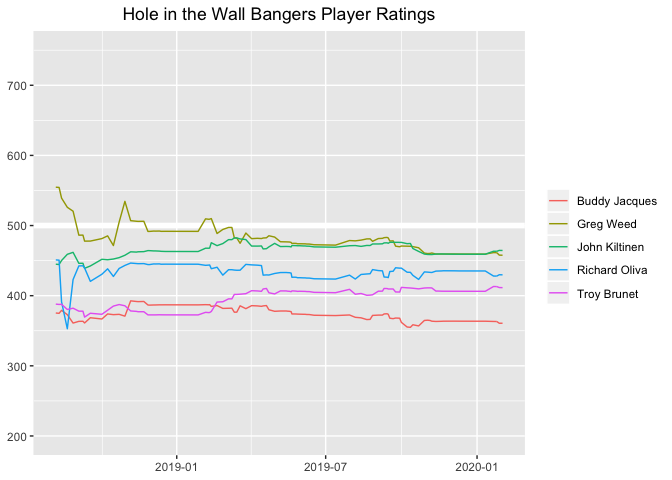 Hole in the Wall Bangers Player Ratings
700
600
500
400
300
200
2019-01
2019-07
2020-01
Buddy Jacques
Greg Weed
John Kiltinen
Richard Oliva
Troy Brunet